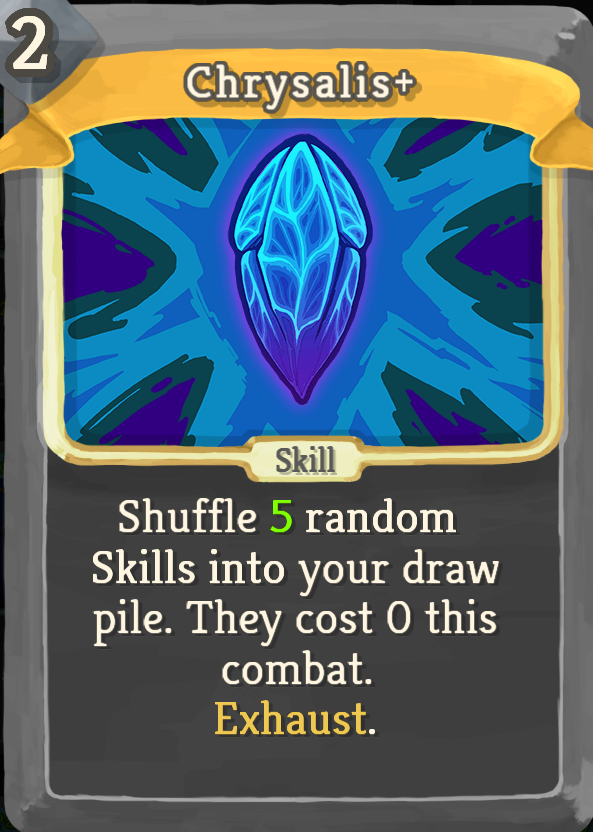 2
Chrysalis+
Skill
Shuffle 5 random
Skills into your draw
pile. They cost 0 this
combat.
Exhaust.